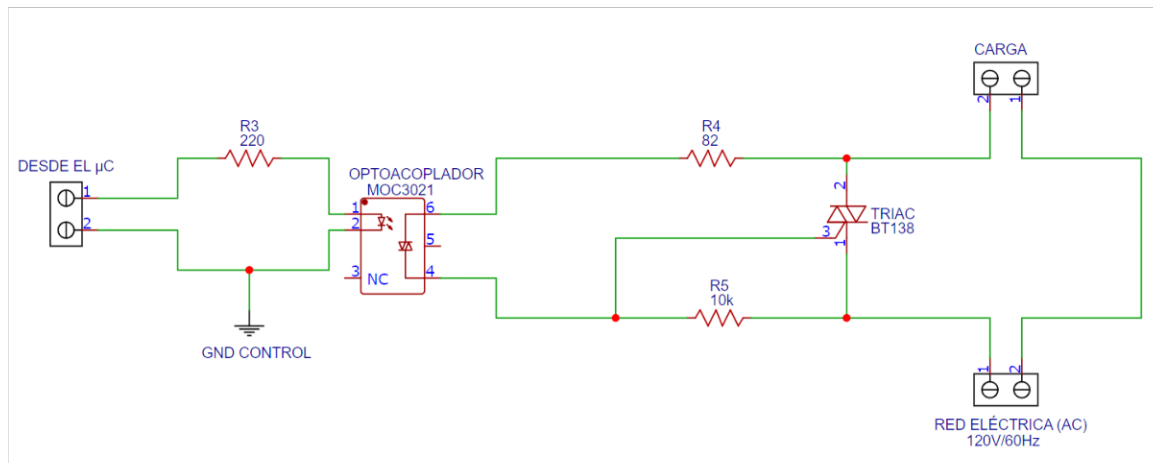 CARGA
2
1
R3
220
R4
82
DESDE EL µC
1
2
OPTOACOPLADOR
MOC3021
1
2
3
NC
6
5
4
2
3
1
TRIAC
BT138
R5
10k
GND CONTROL
1
2
RED ELÉCTRICA (AC)
120V/60Hz